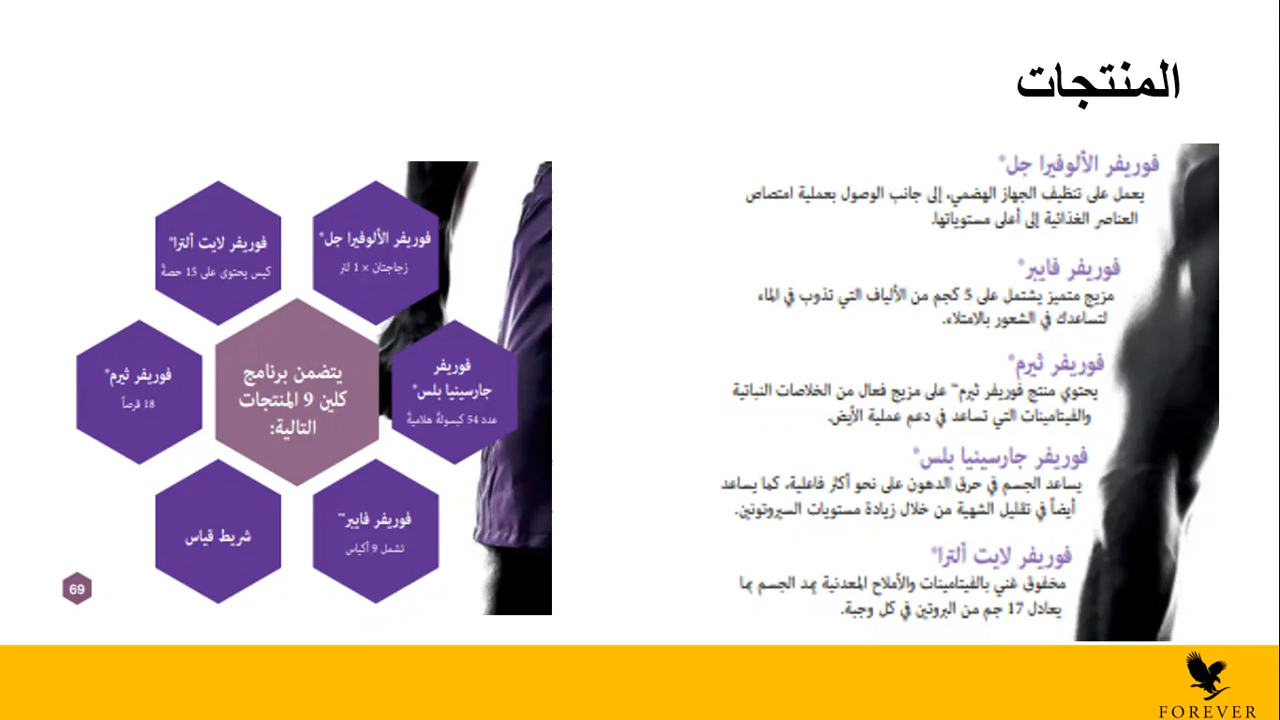 المنتجات
فوريفر الألوفيرا جل®
يعمل على تنظيف الجهاز الهضمي، إلى جانب الوصول بعملية امتصاص
العناصر الغذائية إلى أعلى مستوياتها.
فوريفر فايبر®
مزيج متميز يشتمل على 5 كجم من الألياف التي تذوب في الماء
لتساعدك في الشعور بالامتلاء.
فوريفر ثيرم®
يحتوي منتج فوريفر ثيرم™ على مزيج فعال من الخلاصات النباتية
والفيتامينات التي تساعد في دعم عملية الأيض.
فوريفر جارسينيا بلس®
يساعد الجسم في حرق الدهون على نحو أكثر فاعلية، كما يساعد
أيضاً في تقليل الشهية من خلال زيادة مستويات السيروتونين.
فوريفر لايت ألترا®
مخفوق غني بالفيتامينات والأملاح المعدنية يمد الجسم بما
يعادل 17 جم من البروتين في كل وجبة.
فوريفر الألوفيرا جل®
زجاجتان × 1 لتر
فوريفر لايت ألترا®
كيس يحتوى على 15 حصةً
فوريفر
جارسينيا بلس®
عدد 54 كبسولةً هلاميةً
يتضمن برنامج
كلين 9 المنتجات
التالية:
فوريفر ثيرم®
18 قرصاً
فوريفر فايبر™
تشمل 9 أكياس
شريط قياس
69
FOREVER